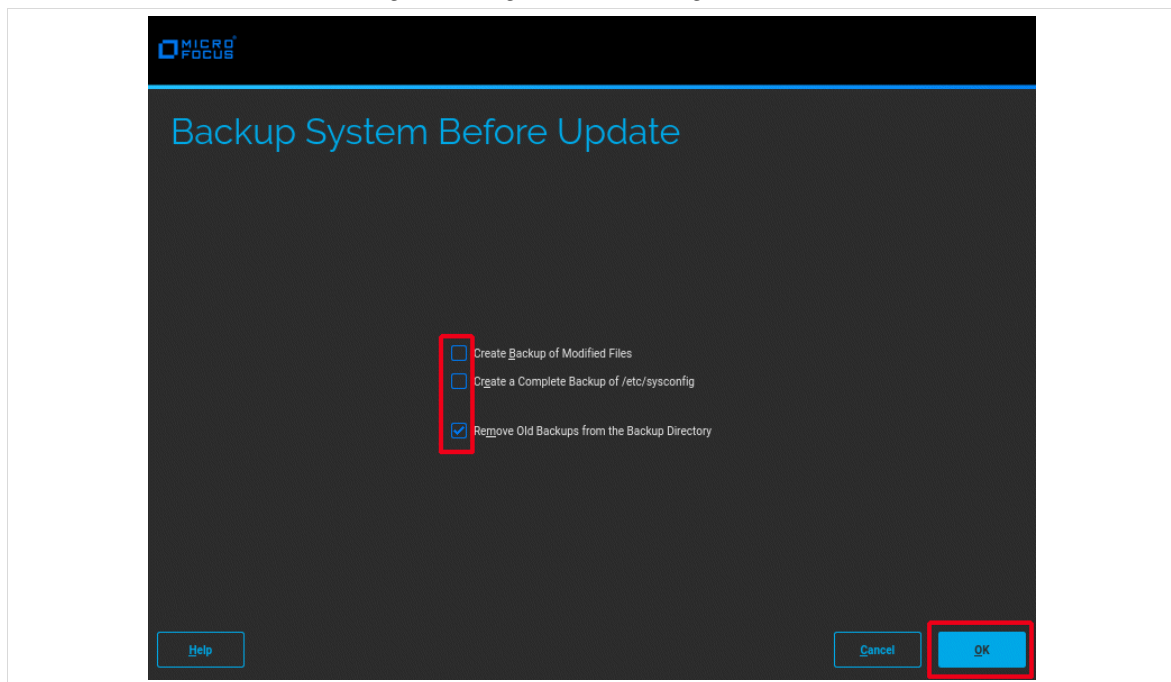 MICRO
FOCUS
Backup System Before Update
Create Backup of Modified Files
Create a Complete Backup of /etc/sysconfig
Remove Old Backups from the Backup Directory
Help
Cancel
OK